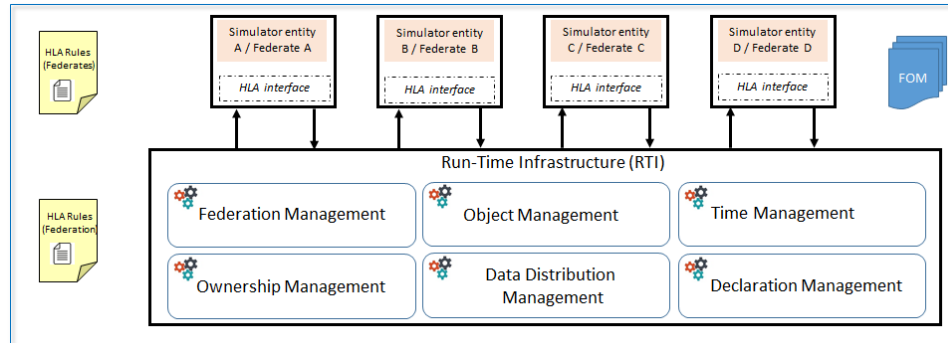 HLA Rules
(Federates)
Simulator entity
A / Federate A
HLA interface
Simulator entity
B / Federate B
HLA interface
Simulator entity
C / Federate C
HLA interface
Simulator entity
D / Federate D
HLA interface
FOM
Run-Time Infrastructure (RTI)
HLA Rules
(Federation)
Federation Management
Object Management
Time Management
Ownership Management
Data Distribution
Management
Declaration Management